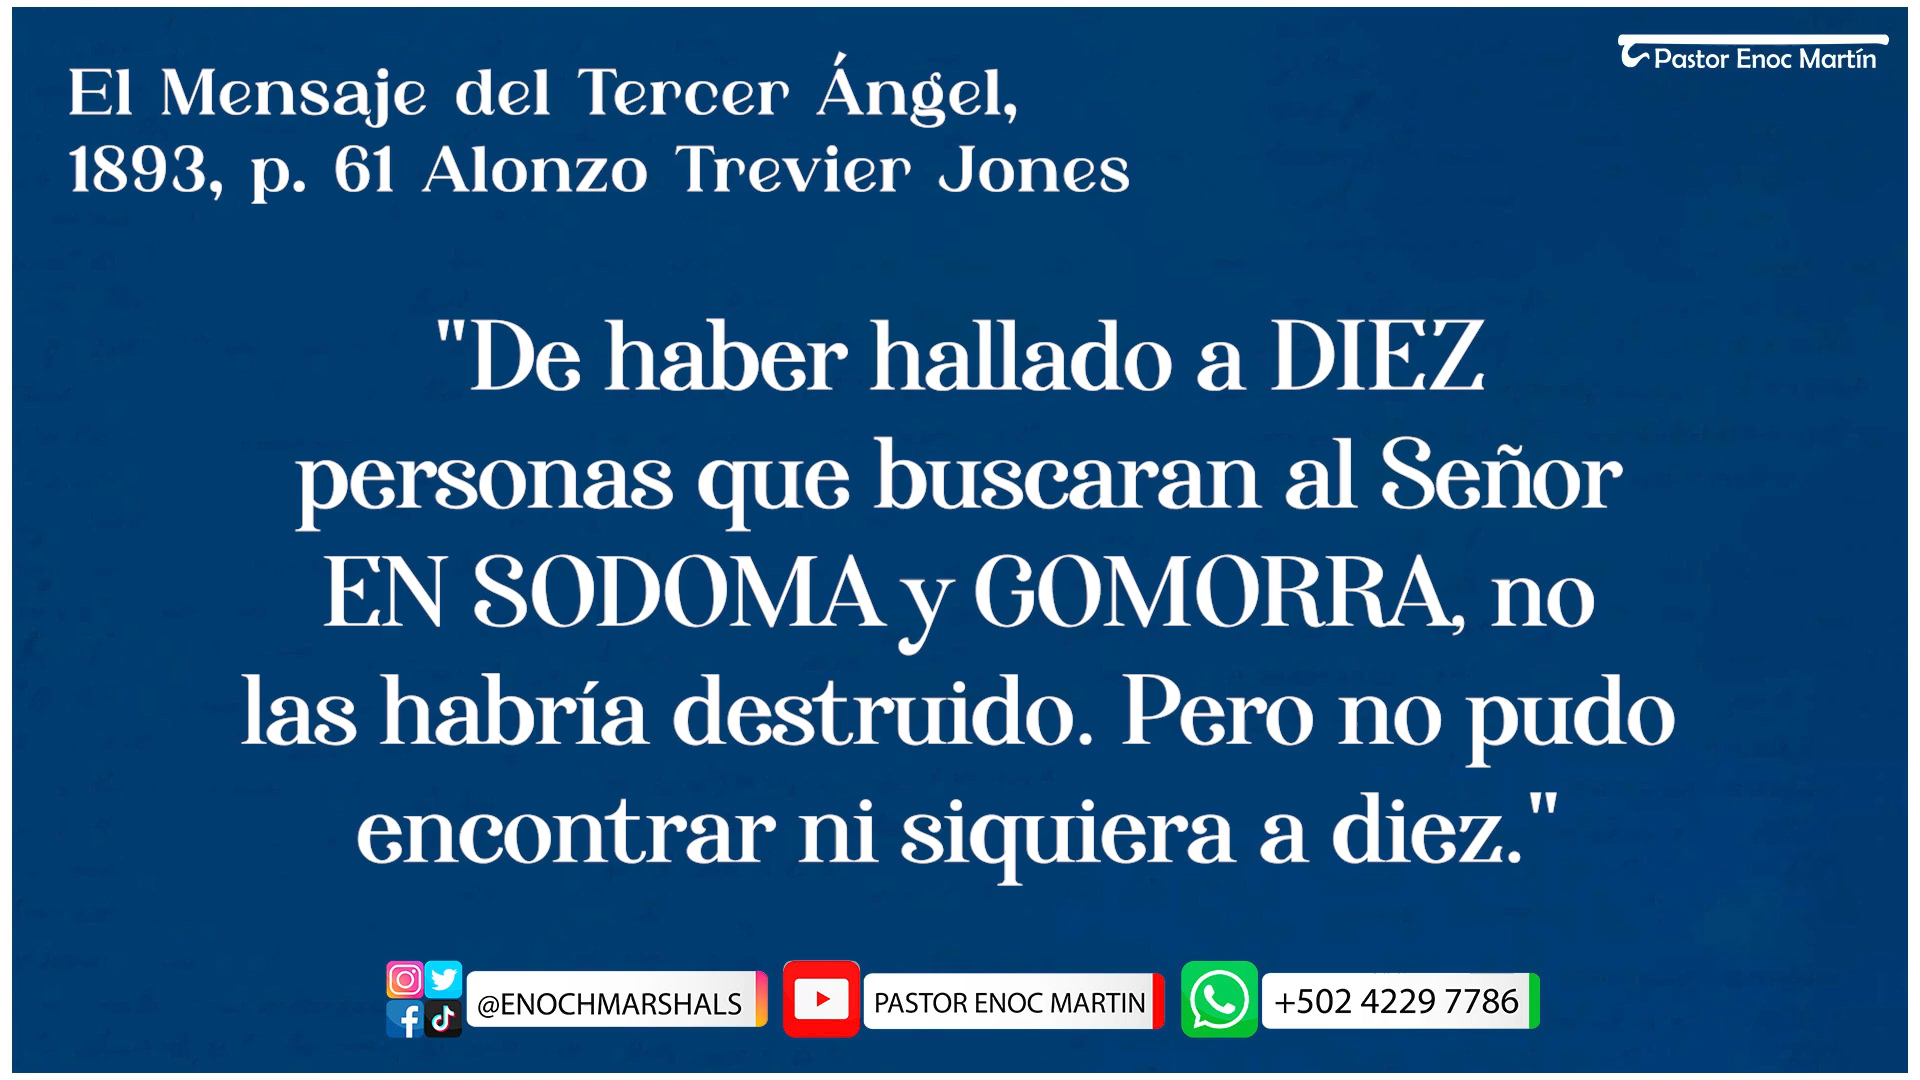 Pastor Enoc Martín
El Mensaje del Tercer Ángel,
1893, p. 61 Alonzo Trevier Jones
"De haber hallado a DIEZ
personas que buscaran al Señor
EN SODOMA y GOMORRA, no
las habría destruido. Pero no pudo
encontrar ni siquiera a diez."
@ENOCHMARSHALS
PASTOR ENOC MARTIN
+502 4229 7786